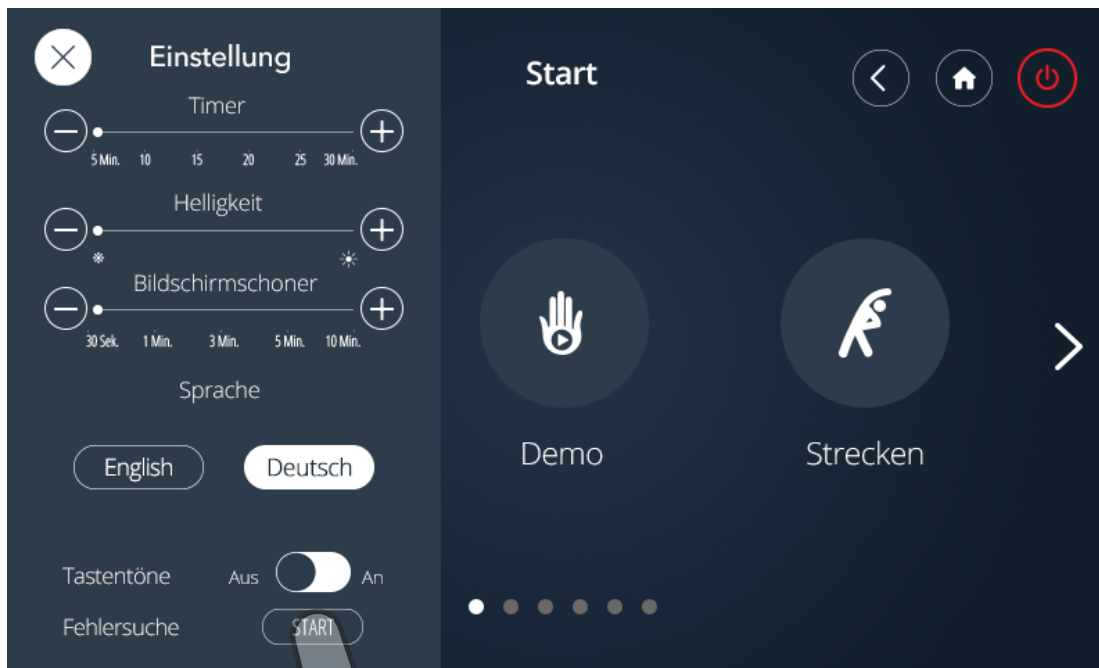 Einstellung
Timer
5 Min. 10 15 20 25 30 Min.
Helligkeit
Bildschirmschoner
30 Sek. 1 Min. 3 Min. 5 Min. 10 Min.
Sprache
English Deutsch
Tastentöne Aus An
Fehlersuche START
Start
Demo Strecken